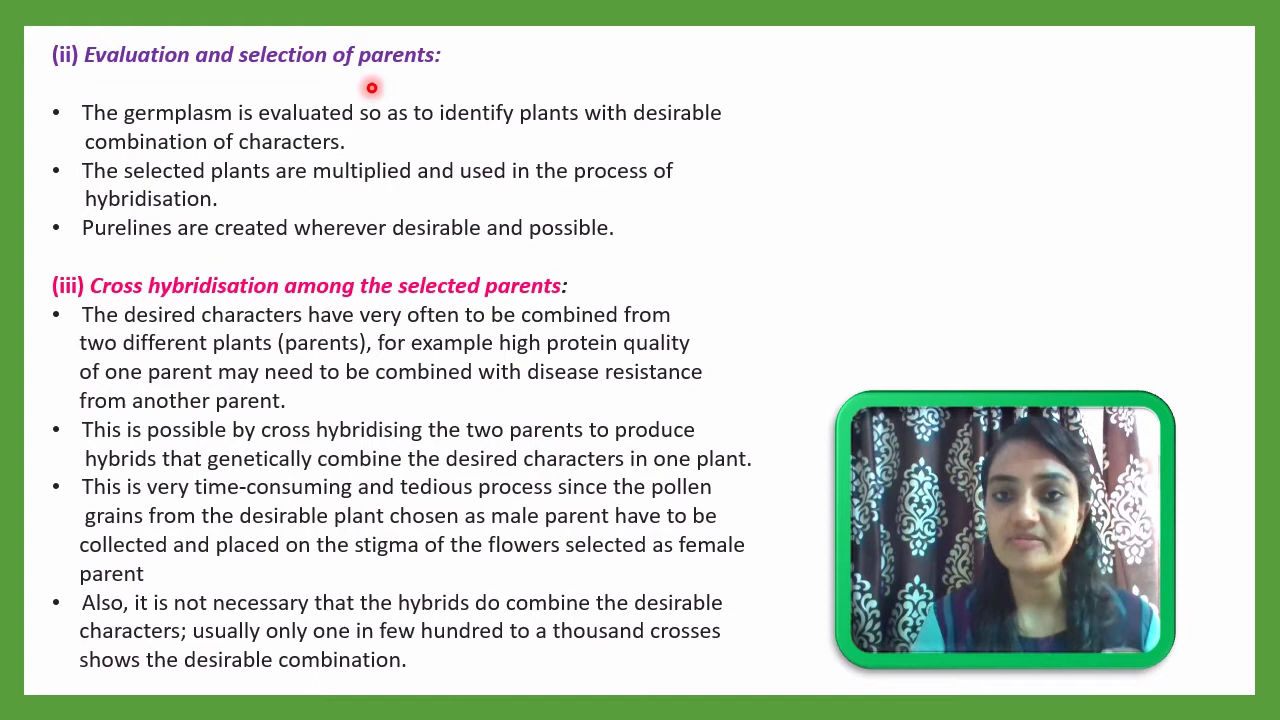 (ii) Evaluation and selection of parents:
• The germplasm is evaluated so as to identify plants with desirable
combination of characters.
• The selected plants are multiplied and used in the process of
hybridisation.
• Purelines are created wherever desirable and possible.
(iii) Cross hybridisation among the selected parents:
• The desired characters have very often to be combined from
two different plants (parents), for example high protein quality
of one parent may need to be combined with disease resistance
from another parent.
• This is possible by cross hybridising the two parents to produce
hybrids that genetically combine the desired characters in one plant.
• This is very time-consuming and tedious process since the pollen
grains from the desirable plant chosen as male parent have to be
collected and placed on the stigma of the flowers selected as female
parent
• Also, it is not necessary that the hybrids do combine the desirable
characters; usually only one in few hundred to a thousand crosses
shows the desirable combination.